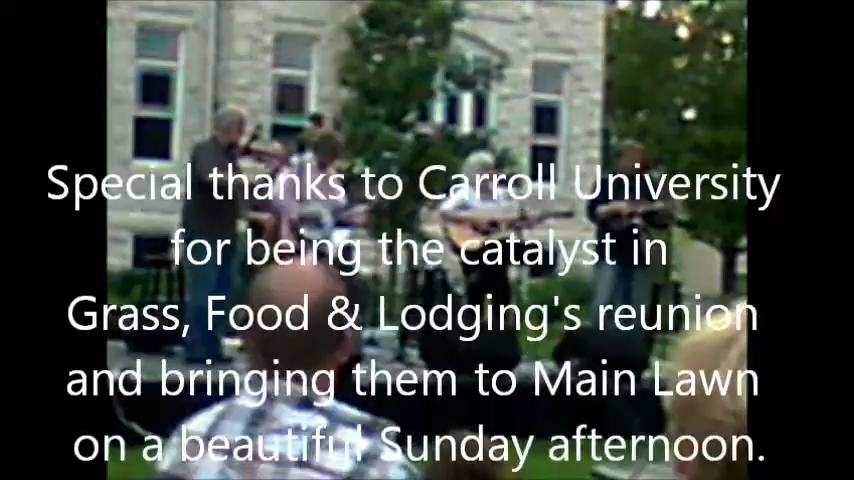 Special thanks to Carroll University
for being the catalyst in
Grass, Food & Lodging's reunion
and bringing them to Main Lawn
on a beautiful Sunday afternoon.